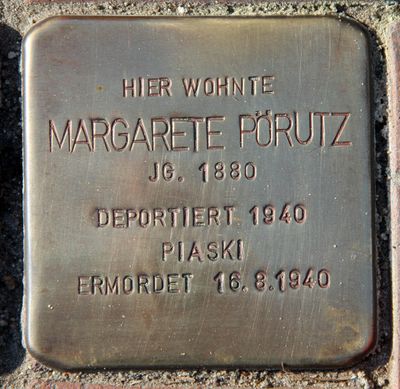 HIER WOHNTE
MARGARETE PÖRUTZ
JG. 1880
DEPORTIERT 1940
PIASKI
ERMORDET 16.8.1940